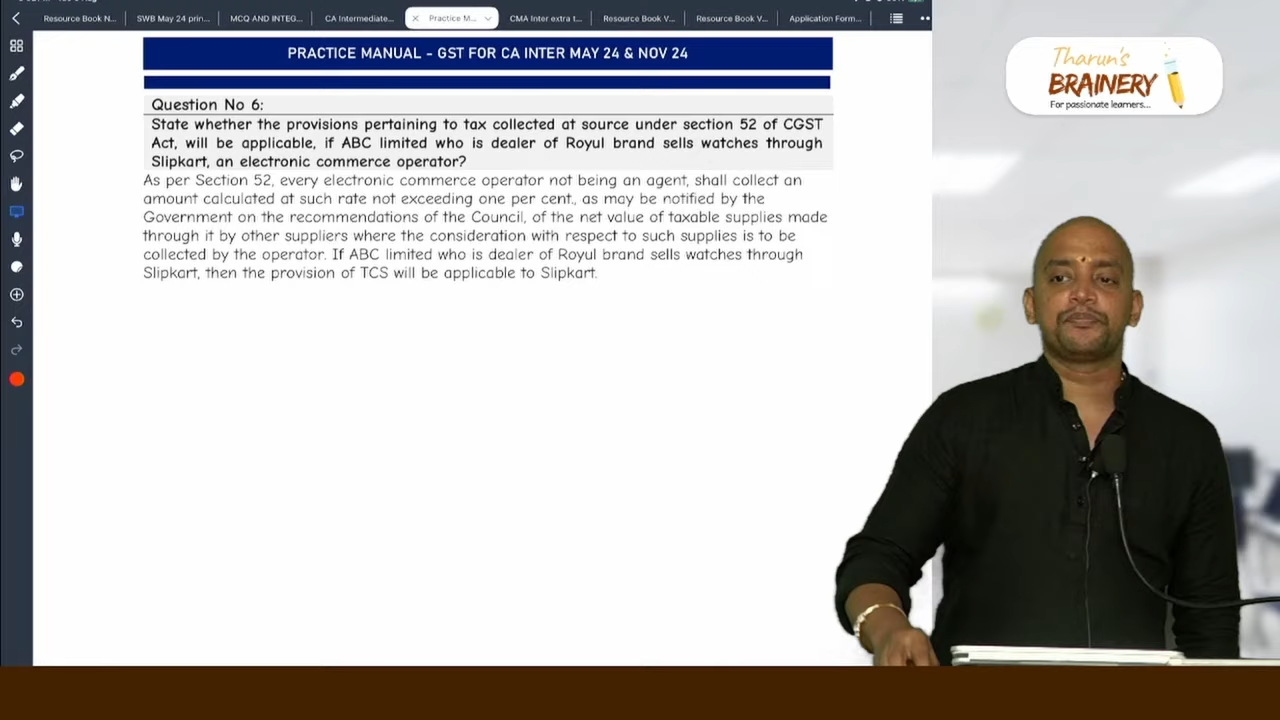 Resource Book N...
SWB May 24 prin...
MCQ AND INTEG...
CA Intermediate...
Practice M...
CMA Inter extra t...
Resource Book V...
Resource Book V...
Application Form...
PRACTICE MANUAL - GST FOR CA INTER MAY 24 & NOV 24
Question No 6:
State whether the provisions pertaining to tax collected at source under section 52 of CGST
Act, will be applicable, if ABC limited who is dealer of Royul brand sells watches through
Slipkart, an electronic commerce operator?
As per Section 52, every electronic commerce operator not being an agent, shall collect an
amount calculated at such rate not exceeding one per cent., as may be notified by the
Government on the recommendations of the Council, of the net value of taxable supplies made
through it by other suppliers where the consideration with respect to such supplies is to be
collected by the operator. If ABC limited who is dealer of Royul brand sells watches through
Slipkart, then the provision of TCS will be applicable to Slipkart.
Tharun's
BRAINERY
For passionate learners...